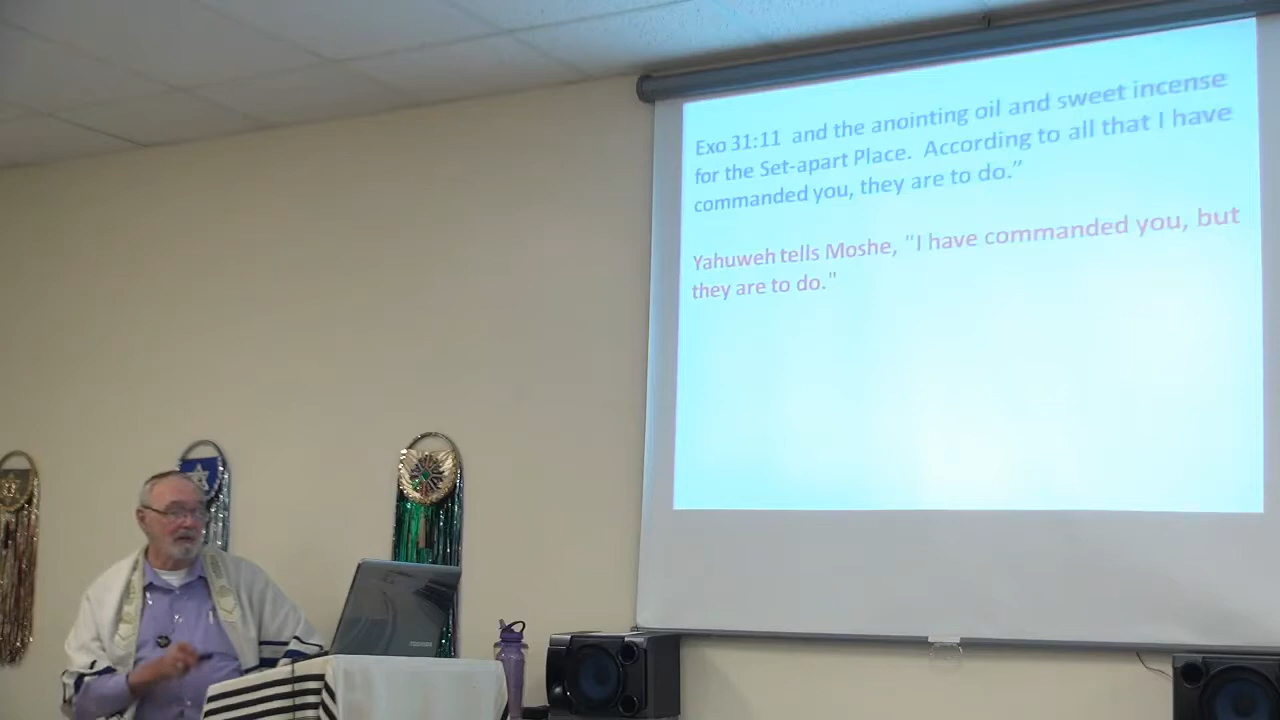 Exo 31:11 and the anointing oil and sweet incense
for the Set-apart Place. According to all that I have
commanded you, they are to do.”
Yahuweh tells Moshe, "I have commanded you, but
they are to do."
TOSHIBA